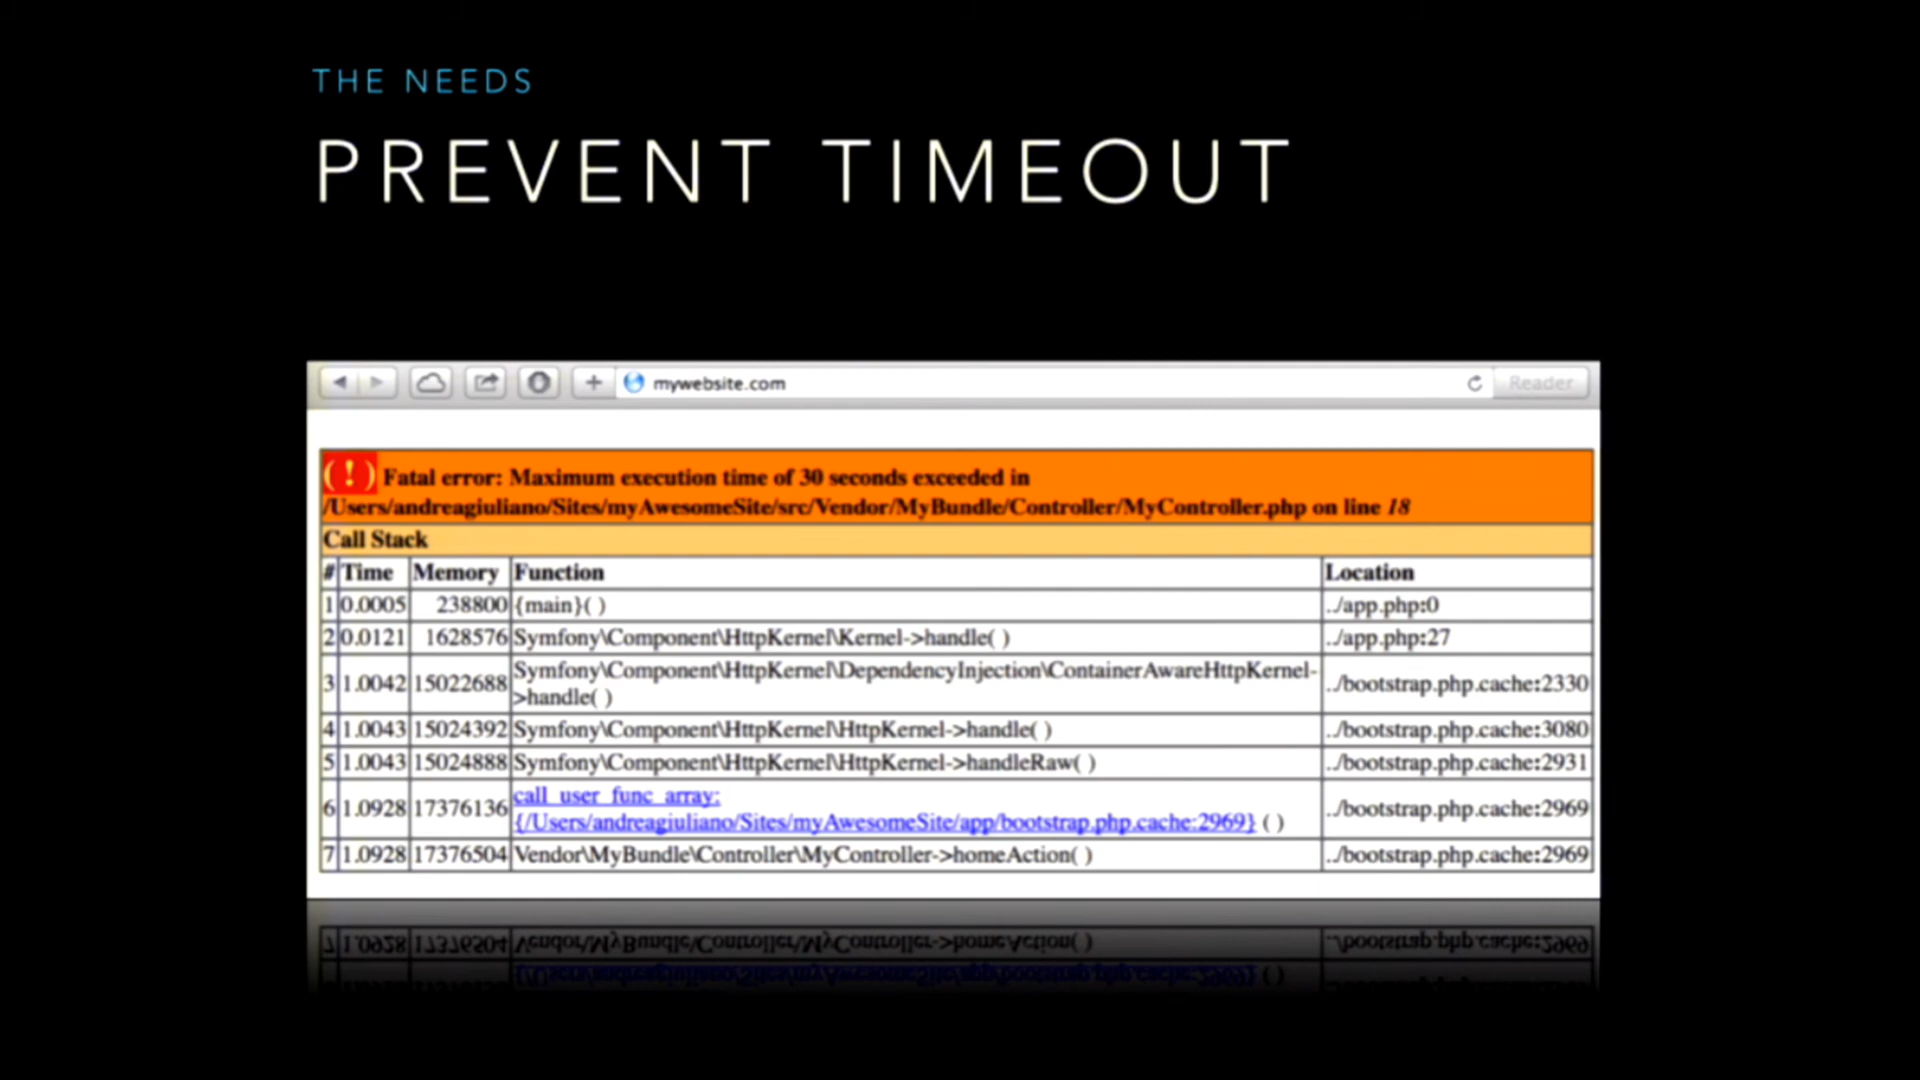 THE NEEDS
PREVENT TIMEOUT
mywebsite.com
Reader
( ! ) Fatal error: Maximum execution time of 30 seconds exceeded in
/Users/andreagiuliano/Sites/myAwesomeSite/src/Vendor/MyBundle/Controller/MyController.php on line 18
Call Stack
# Time Memory Function Location
1 0.0005 238800 {main}( ) ../app.php:0
2 0.0121 1628576 Symfony\Component\HttpKernel\Kernel->handle( ) ../app.php:27
3 1.0042 15022688 Symfony\Component\HttpKernel\DependencyInjection\ContainerAwareHttpKernel-
>handle( ) ../bootstrap.php.cache:2330
4 1.0043 15024392 Symfony\Component\HttpKernel\HttpKernel->handle( ) ../bootstrap.php.cache:3080
5 1.0043 15024888 Symfony\Component\HttpKernel\HttpKernel->handleRaw( ) ../bootstrap.php.cache:2931
6 1.0928 17376136 call_user_func_array:
{/Users/andreagiuliano/Sites/myAwesomeSite/app/bootstrap.php.cache:2969} ( ) ../bootstrap.php.cache:2969
7 1.0928 17376504 Vendor\MyBundle\Controller\MyController->homeAction( ) ../bootstrap.php.cache:2969